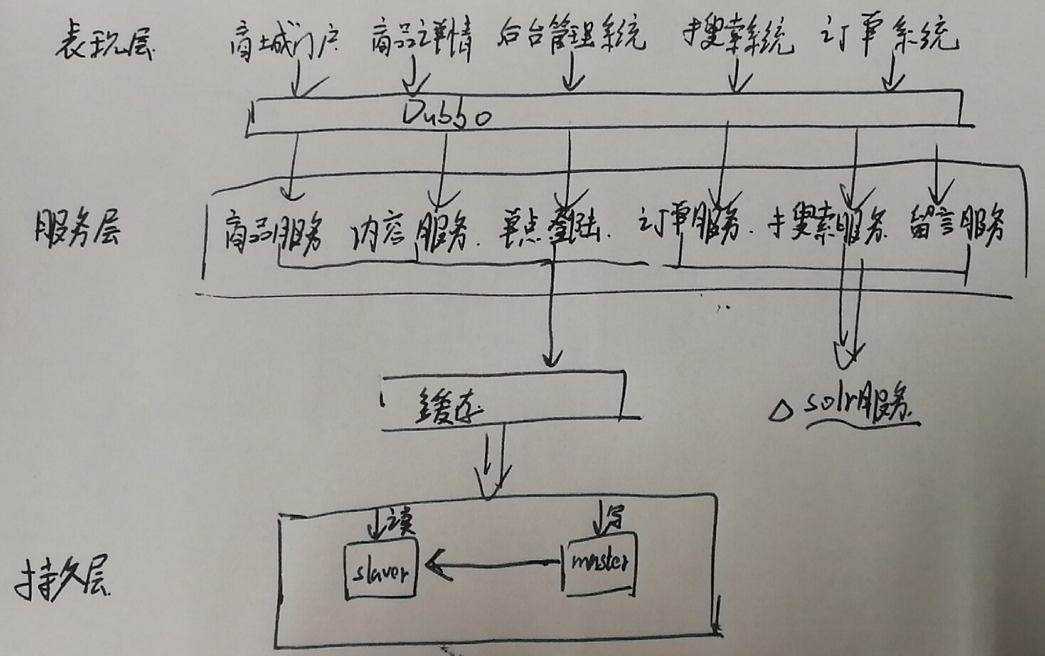 表现层 商城门户 商品详情 后台管理系统 搜索系统 订单系统
Dubbo
服务层 商品服务 内容服务. 单点登陆. 订单服务. 搜索服务. 留言服务
缓存. △ solr服务.
读 写
持久层 slaver master